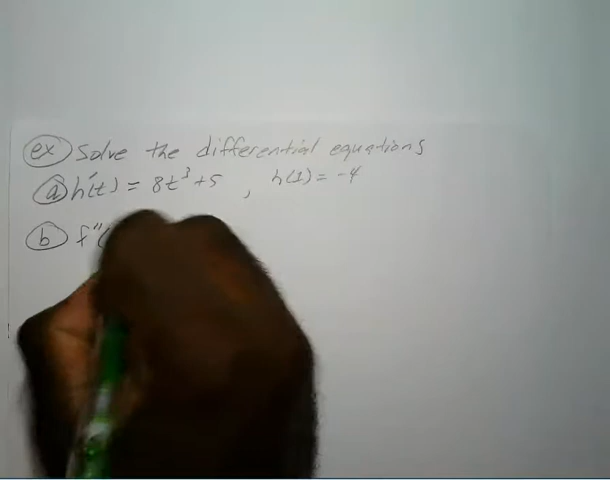 ex Solve the differential equations
a h'(t) = 8t³+5 , h(1) = -4
b f"(